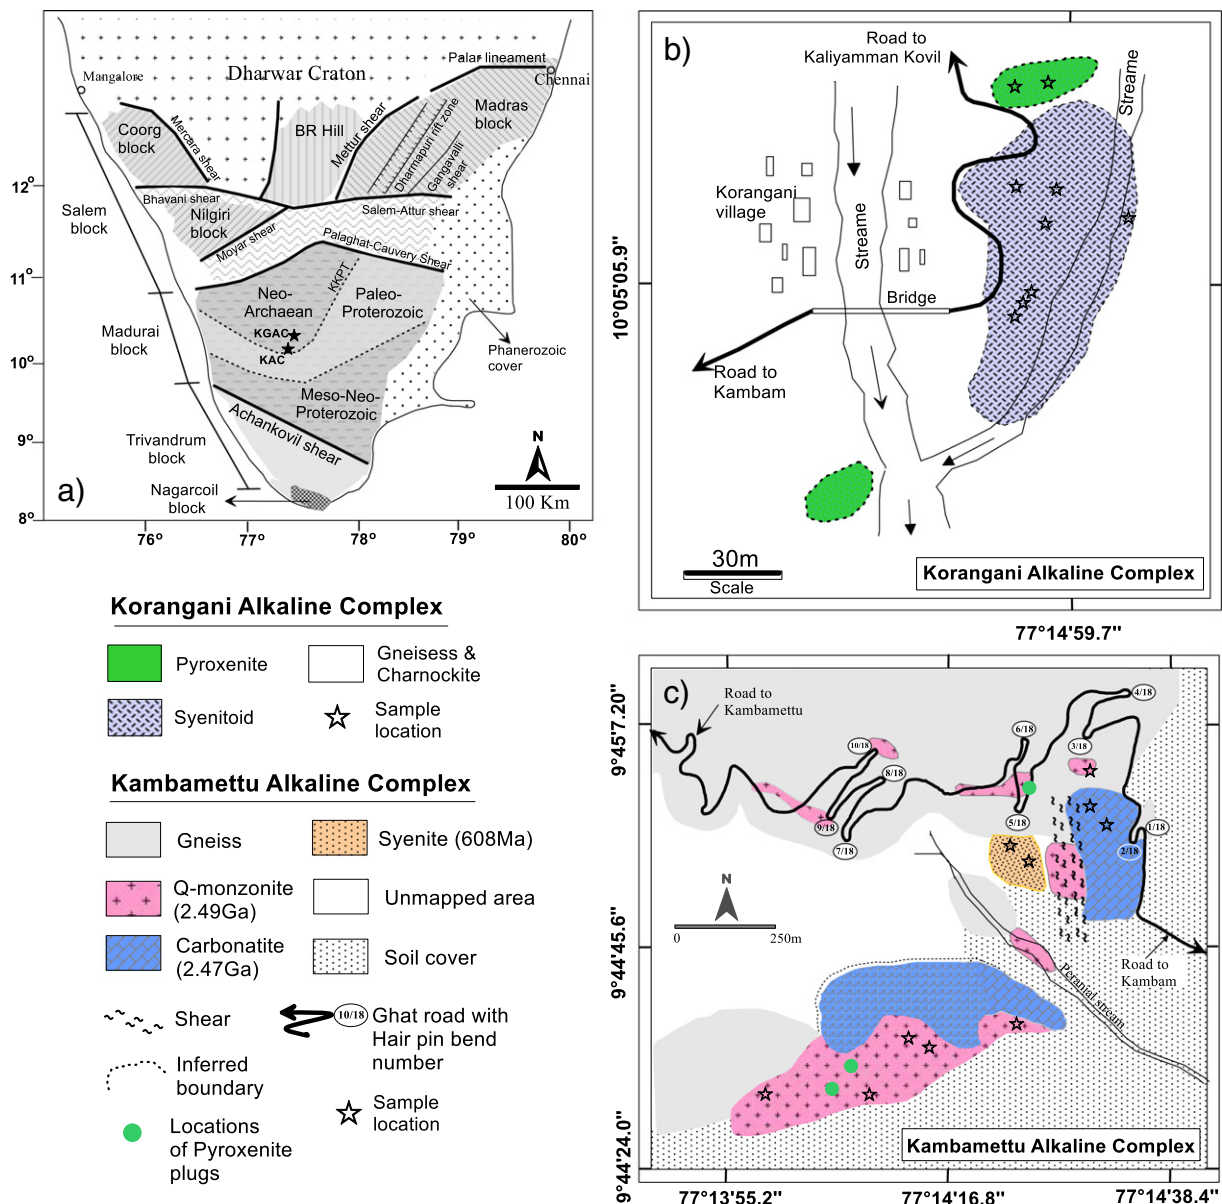 Dharwar Craton
Mangalore
Palar lineament
Chennai
Coorg
block
Mercara shear
BR Hill
Mettur shear
Dharmapuri rift zone
Gangavalli
shear
Madras
block
12°
11°
10°
9°
8°
Bhavani shear
Salem-Attur shear
Nilgiri
block
Moyar shear
Palaghat-Cauvery Shear
Salem
block
KKPT
Neo-
Archaean
Paleo-
Proterozoic
KGAC
KAC
Madurai
block
Phanerozoic
cover
Meso-Neo-
Proterozoic
Achankovil shear
Trivandrum
block
Nagarcoil
block
a)
N
100 Km
76°
77°
78°
79°
80°
b)
Road to
Kaliyamman Kovil
Streame
Korangani
village
Streame
Bridge
Road to
Kambam
10°05'05.9"
30m
Scale
Korangani Alkaline Complex
77°14'59.7"
Korangani Alkaline Complex
Pyroxenite
Gneisess &
Charnockite
Syenitoid
Sample
location
Kambamettu Alkaline Complex
Gneiss
Syenite (608Ma)
Q-monzonite
(2.49Ga)
Unmapped area
Carbonatite
(2.47Ga)
Soil cover
Shear
10/18
Ghat road with
Hair pin bend
number
Inferred
boundary
Sample
location
Locations
of Pyroxenite
plugs
c)
Road to
Kambamettu
4/18
6/18
3/18
10/18
8/18
5/18
9/18
7/18
1/18
2/18
N
0
250m
Road to
Kambam
Peranial stream
Kambamettu Alkaline Complex
9°45'7.20
9°44'45.6"
9°44'24.0"
77°13'55.2"
77°14'16.8"
77°14'38.4"